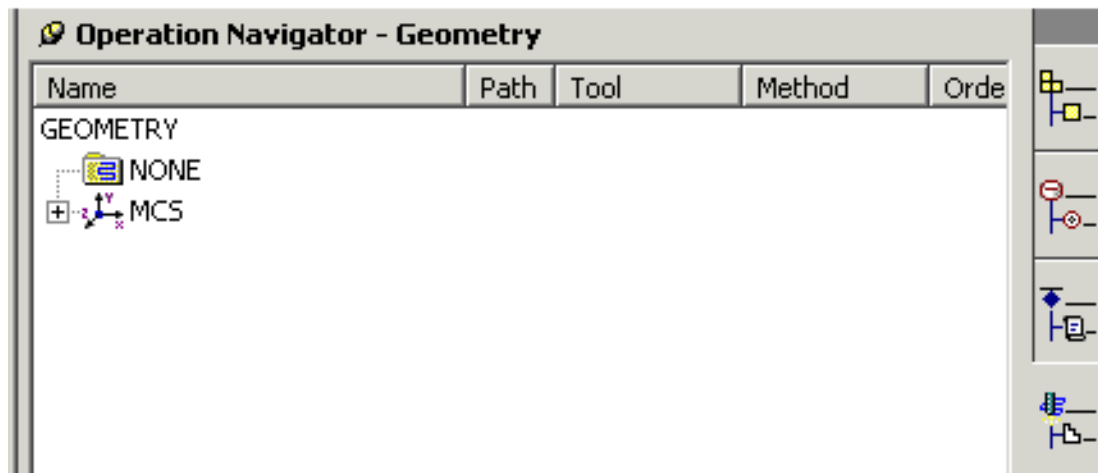 Operation Navigator - Geometry
Name Path Tool Method Orde
GEOMETRY
NONE
MCS